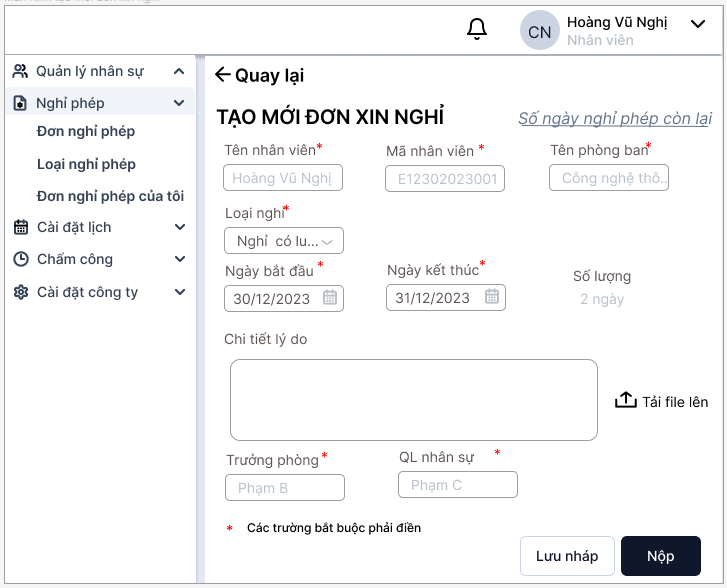 Hoàng Vũ Nghị
CN
Nhân viên
Quản lý nhân sự
Nghỉ phép
Đơn nghỉ phép
Loại nghỉ phép
Đơn nghỉ phép của tôi
Cài đặt lịch
Chấm công
Cài đặt công ty
Quay lại
TẠO MỚI ĐƠN XIN NGHỈ
Số ngày nghỉ phép còn lại
Tên nhân viên* Mã nhân viên * Tên phòng ban*
Hoàng Vũ Nghị E12302023001 Công nghệ thô..
Loại nghỉ*
Nghỉ có lu...
Ngày bắt đầu * Ngày kết thúc* Số lượng
30/12/2023 31/12/2023 2 ngày
Chi tiết lý do
Tải file lên
Trưởng phòng* QL nhân sự *
Phạm B Phạm C
* Các trường bắt buộc phải điền
Lưu nháp Nộp